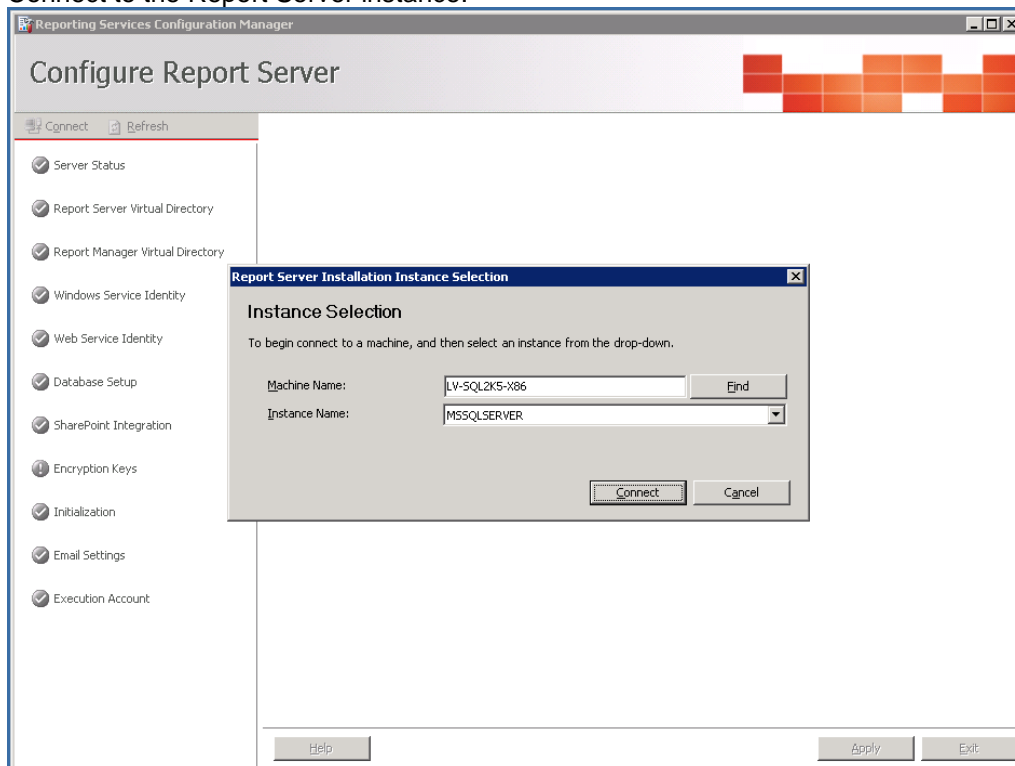 Connect to the Report Server instance.
Reporting Services Configuration Manager
Configure Report Server
Connect Refresh
Server Status
Report Server Virtual Directory
Report Manager Virtual Directory
Windows Service Identity
Web Service Identity
Database Setup
SharePoint Integration
Encryption Keys
Initialization
Email Settings
Execution Account
Report Server Installation Instance Selection
Instance Selection
To begin connect to a machine, and then select an instance from the drop-down.
Machine Name: LV-SQL2K5-X86 Find
Instance Name: MSSQLSERVER
Connect Cancel
Help Apply Exit